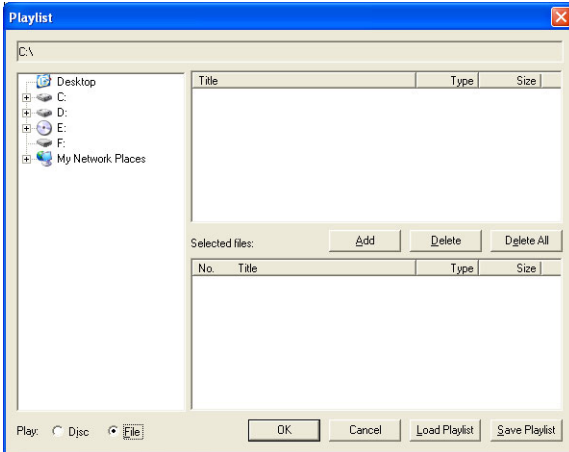 Playlist
C:\
Desktop
C:
D:
E:
F:
My Network Places
Title Type Size
Selected files: Add Delete Delete All
No. Title Type Size
Play: Disc File OK Cancel Load Playlist Save Playlist